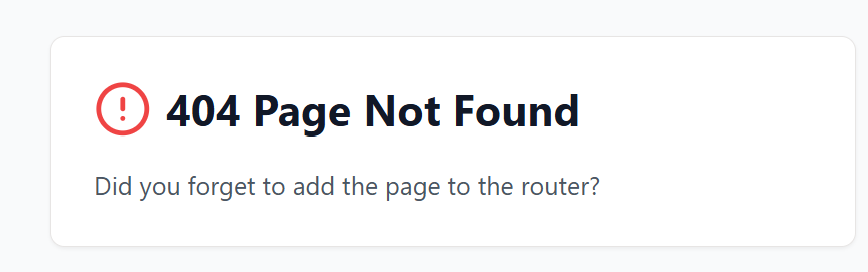 404 Page Not Found
Did you forget to add the page to the router?